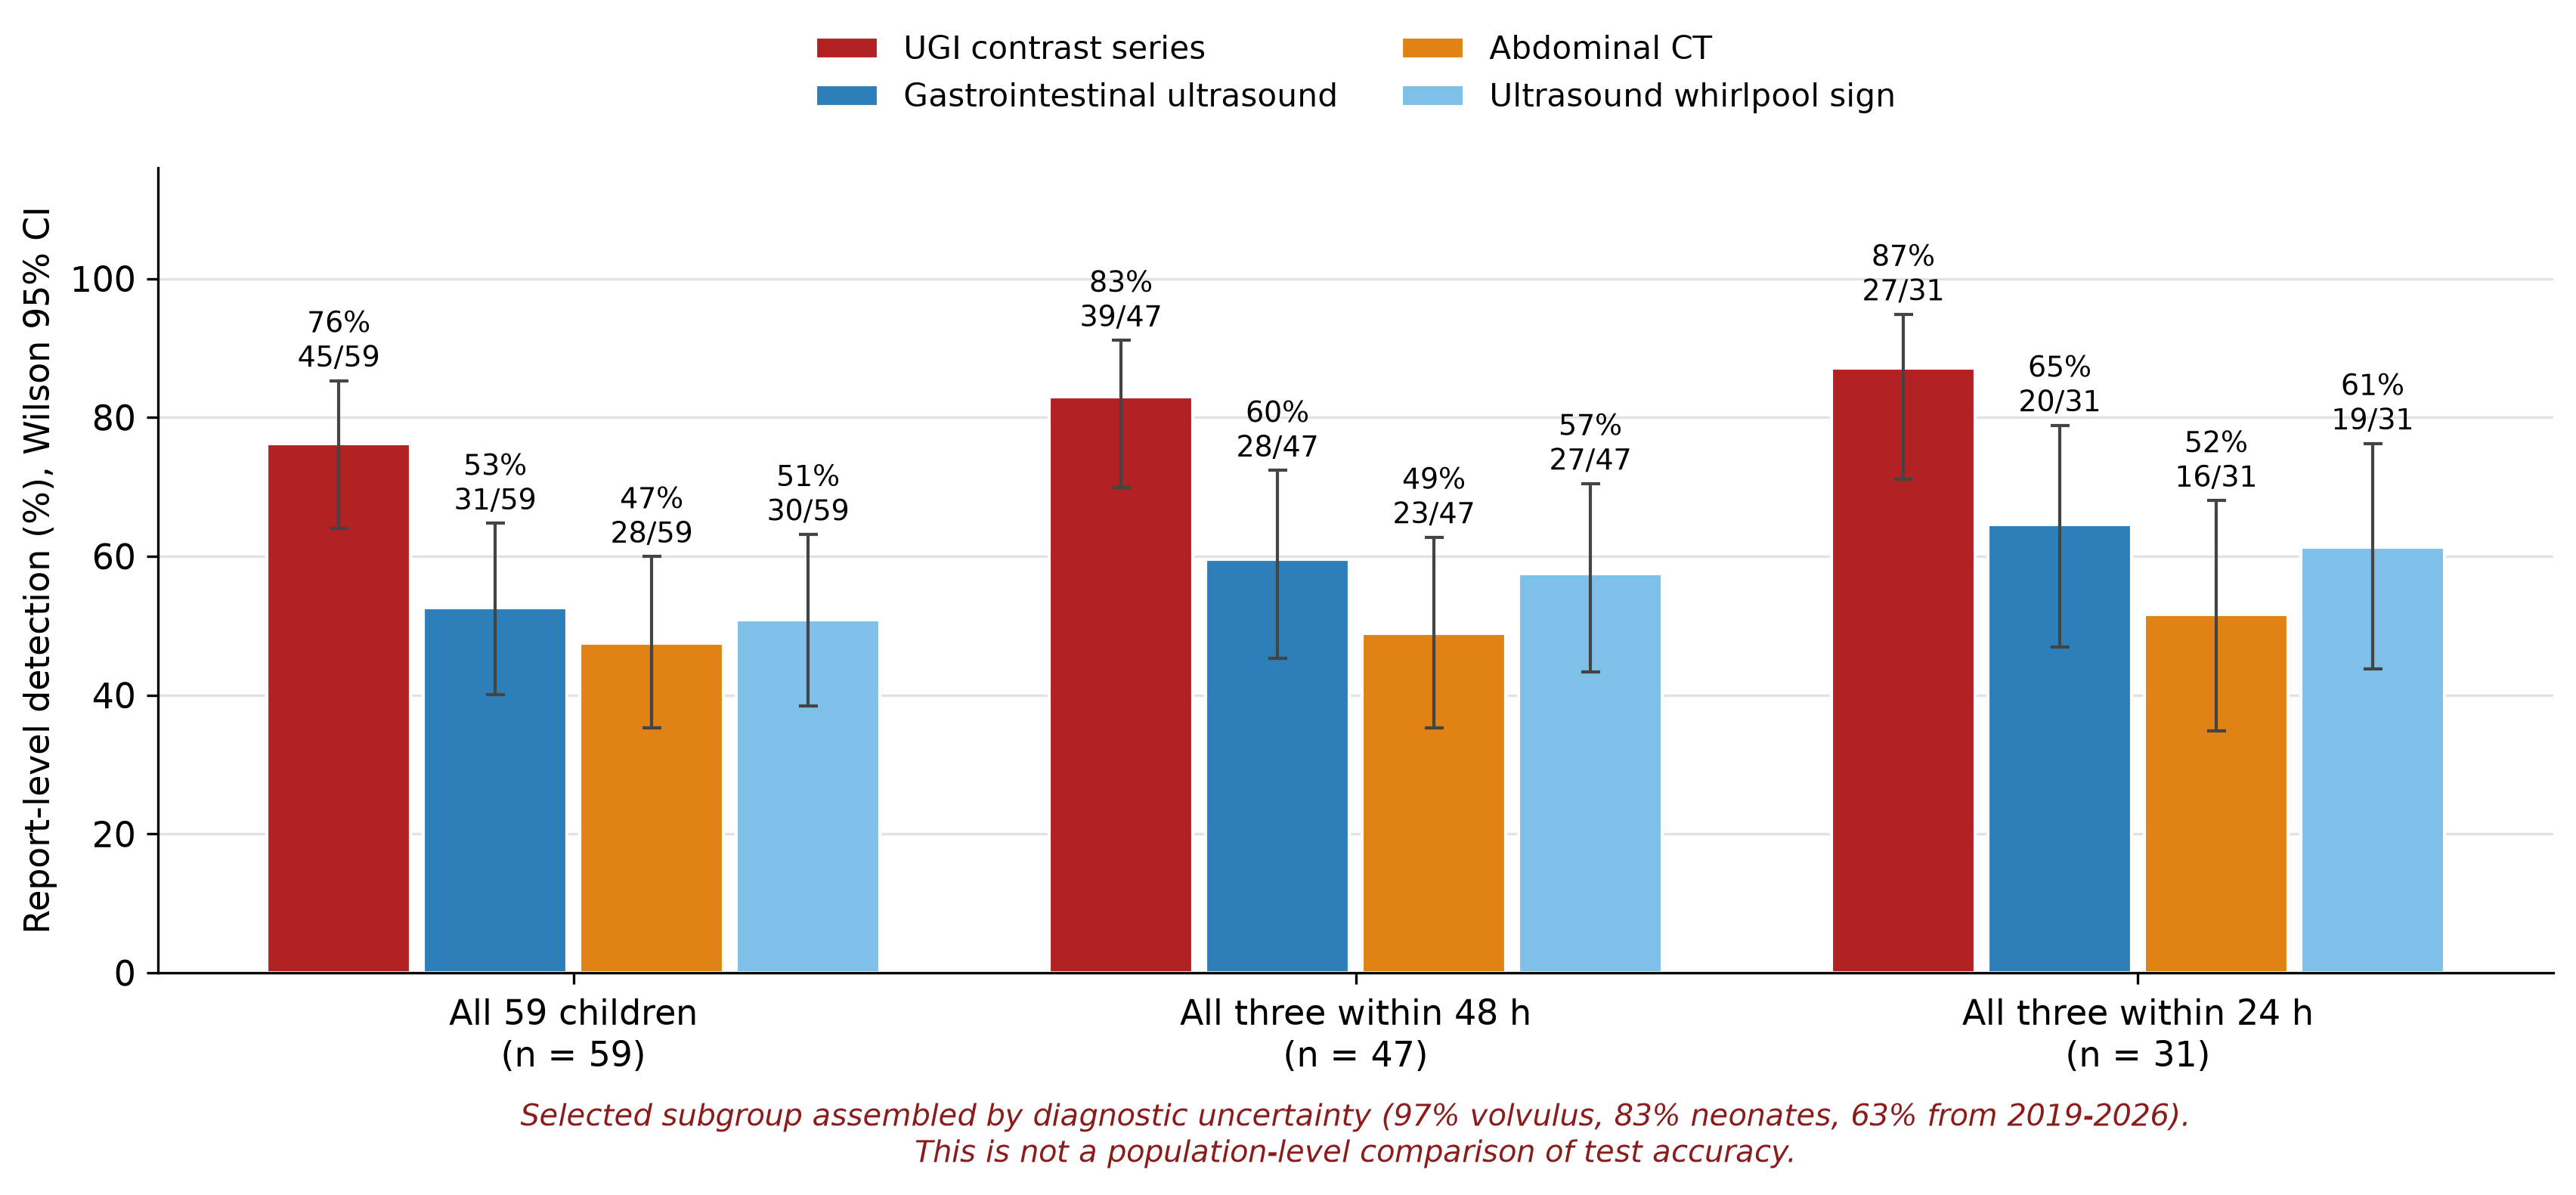 UGI contrast series
Gastrointestinal ultrasound
Abdominal CT
Ultrasound whirlpool sign
Report-level detection (%), Wilson 95% CI
100
80
60
40
20
0
76%
45/59
53%
31/59
47%
28/59
51%
30/59
83%
39/47
60%
28/47
49%
23/47
57%
27/47
87%
27/31
65%
20/31
52%
16/31
61%
19/31
All 59 children
(n = 59)
All three within 48 h
(n = 47)
All three within 24 h
(n = 31)
Selected subgroup assembled by diagnostic uncertainty (97% volvulus, 83% neonates, 63% from 2019-2026).
This is not a population-level comparison of test accuracy.